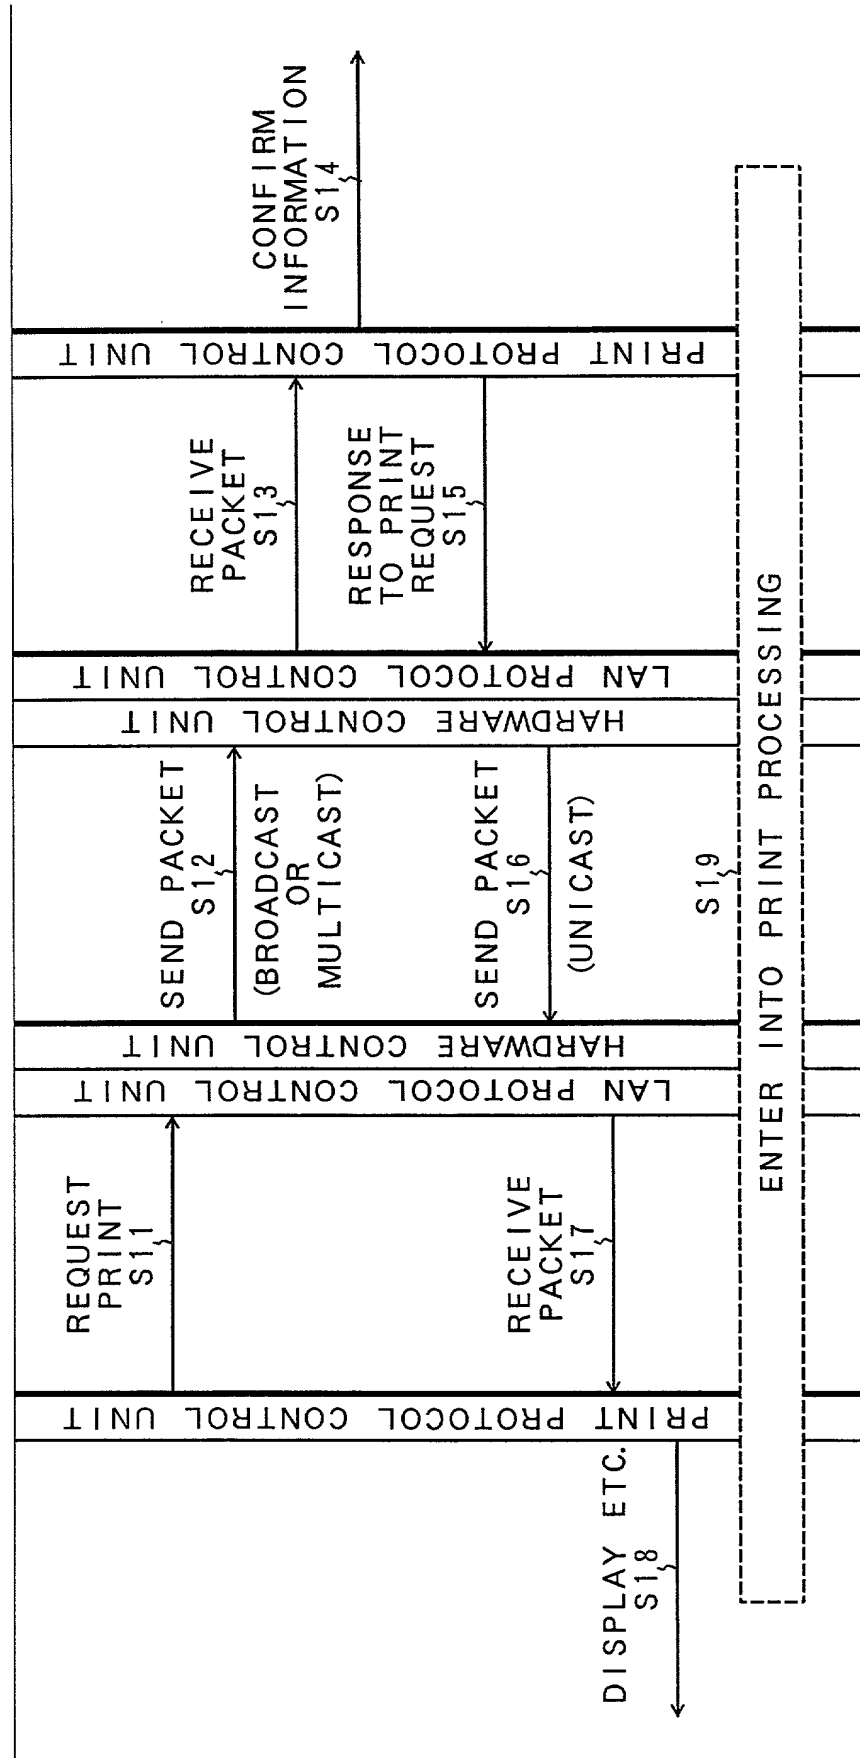 REQUEST
PRINT
S11
SEND PACKET
S12
(BROADCAST
OR
MULTICAST)
RECEIVE
PACKET
S13
CONFIRM
INFORMATION
S14
RESPONSE
TO PRINT
REQUEST
S15
SEND PACKET
S16
(UNICAST)
RECEIVE
PACKET
S17
DISPLAY ETC.
S18
S19
ENTER INTO PRINT PROCESSING
PRINT PROTOCOL CONTROL UNIT
LAN PROTOCOL CONTROL UNIT
HARDWARE CONTROL UNIT
HARDWARE CONTROL UNIT
LAN PROTOCOL CONTROL UNIT
PRINT PROTOCOL CONTROL UNIT